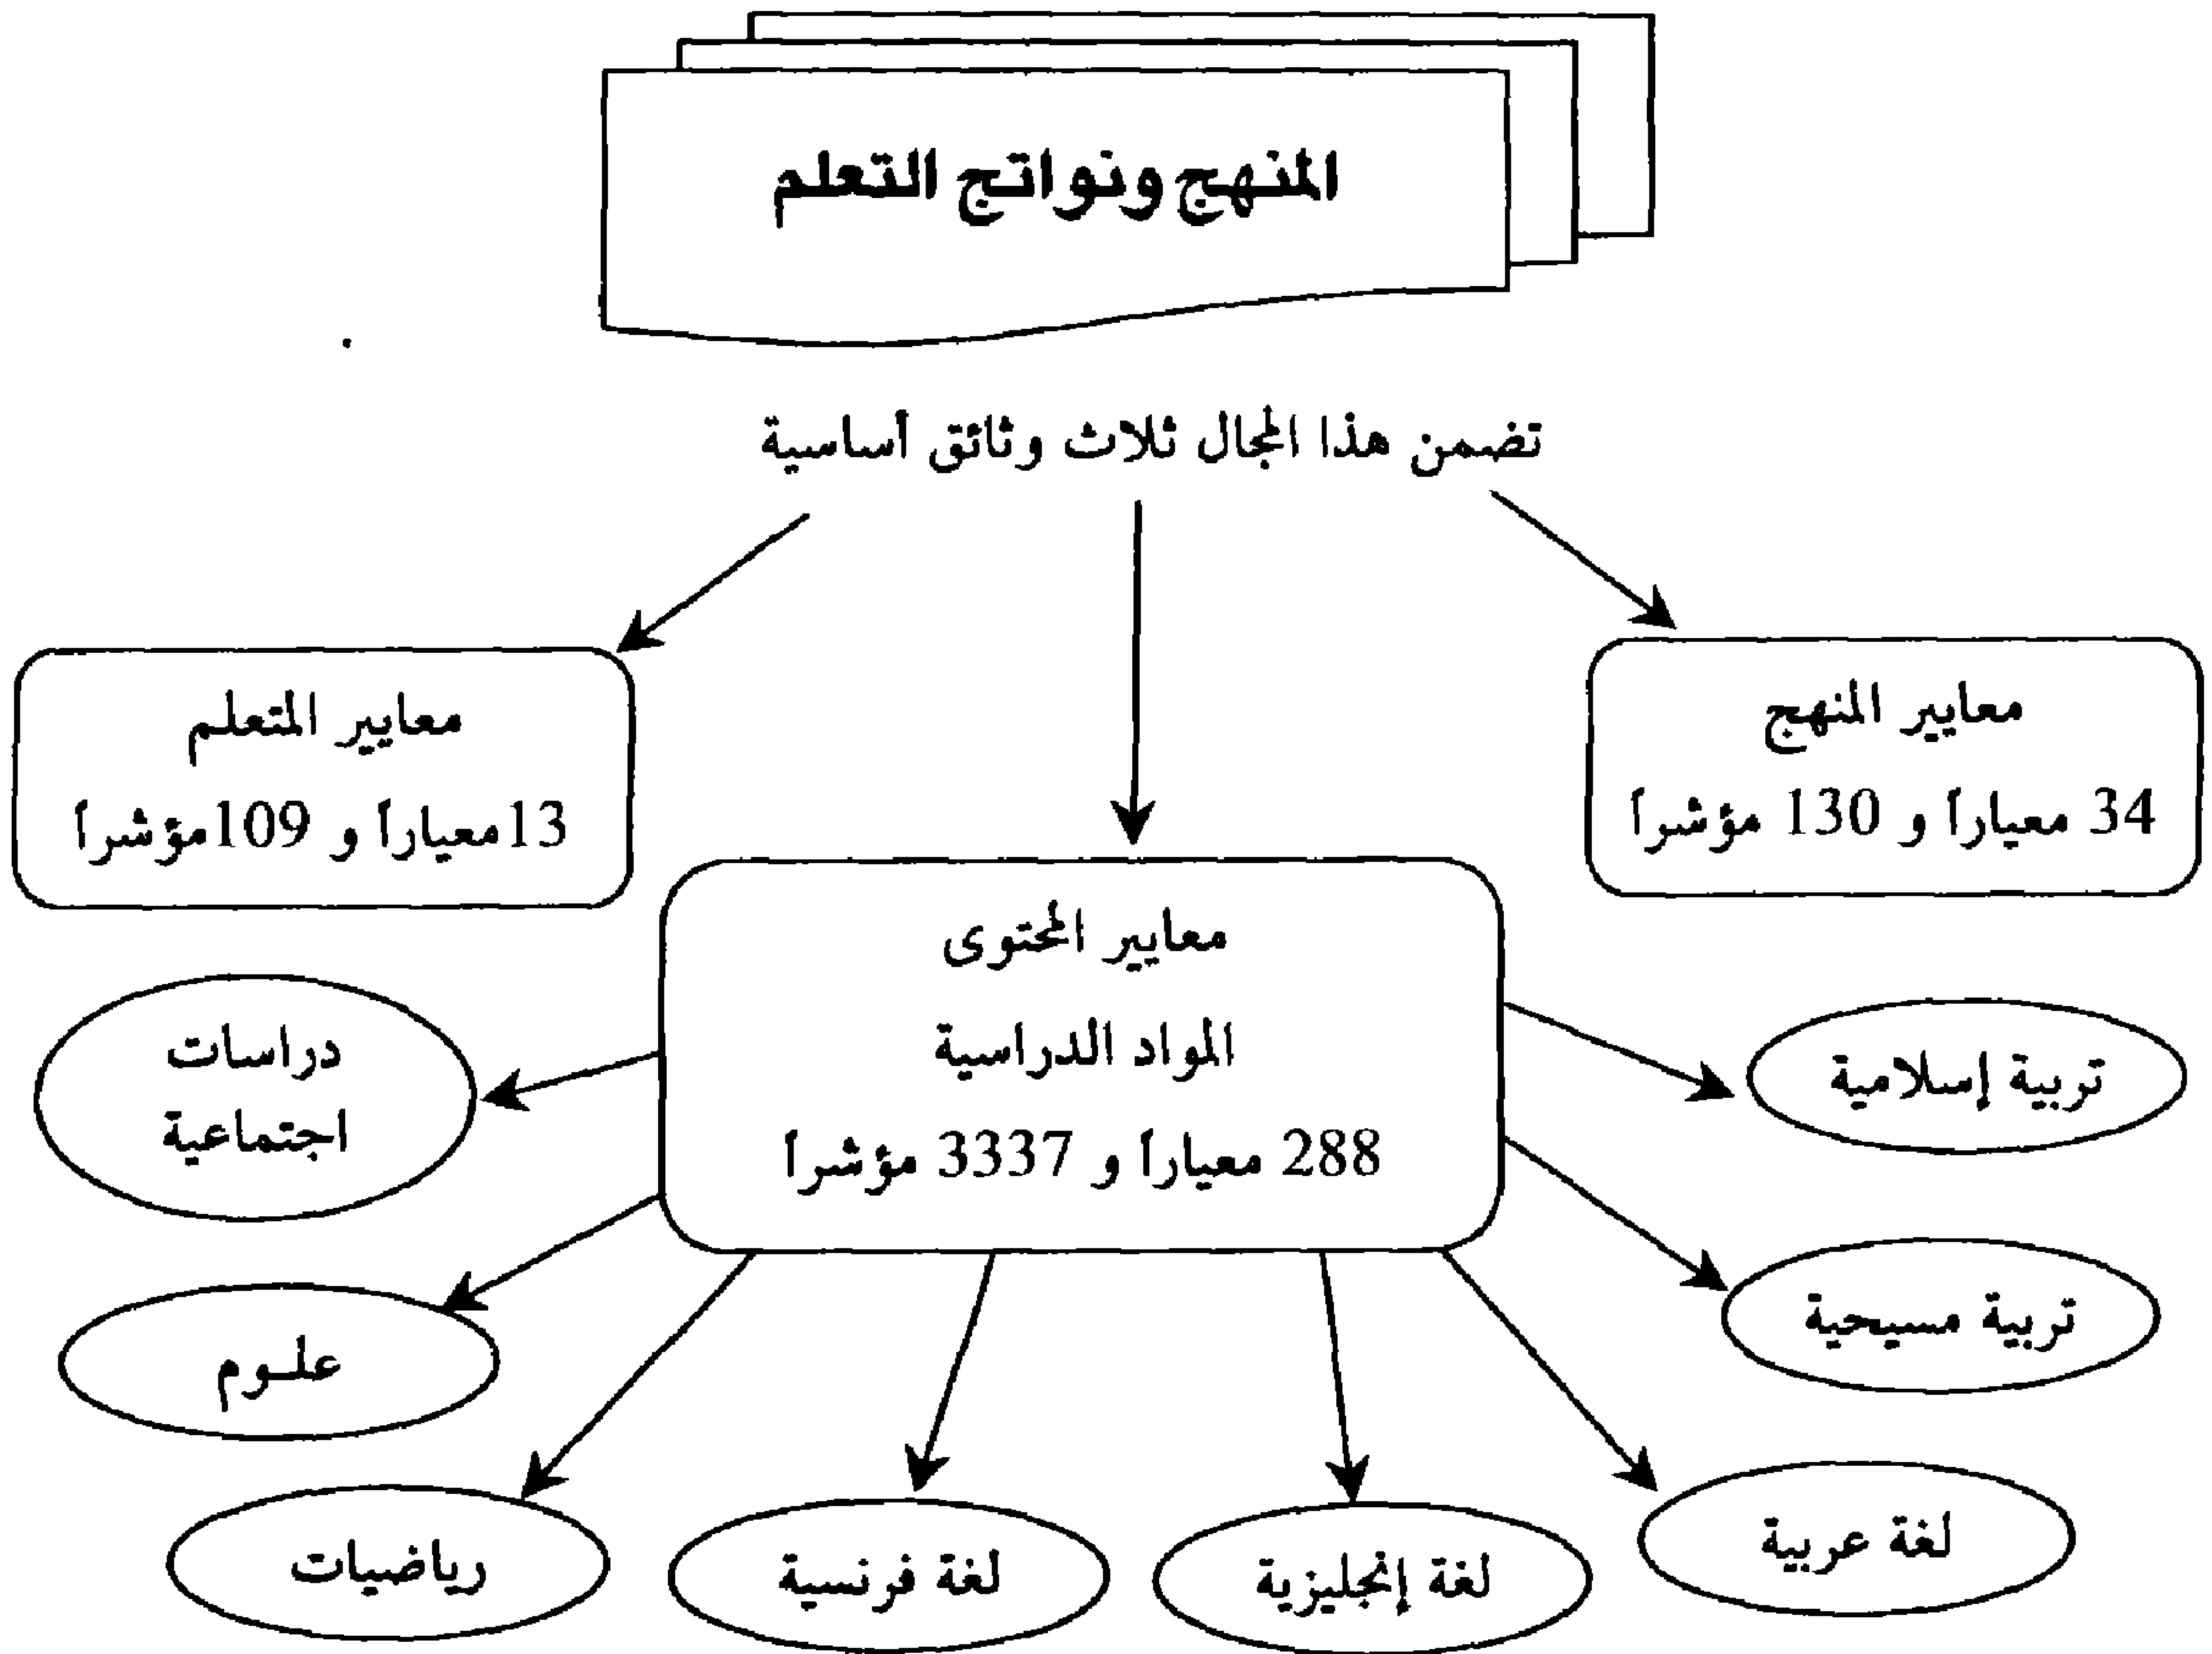 المنهج ونواتج التعلم
تضمن هذا المجال ثلاث وثائق أساسية
معايير المنهج
34 معيارا و 130 مؤشرا
معايير المتعلم
13معيارا و 109مؤشرا
معايير المحتوى
المواد الدراسية
288 معيارا و 3337 مؤشرا
تربية إسلامية
تربية مسيحية
لغة عربية
لغة إنجليزية
لغة فرنسية
رياضيات
علـوم
دراسات
اجتماعية